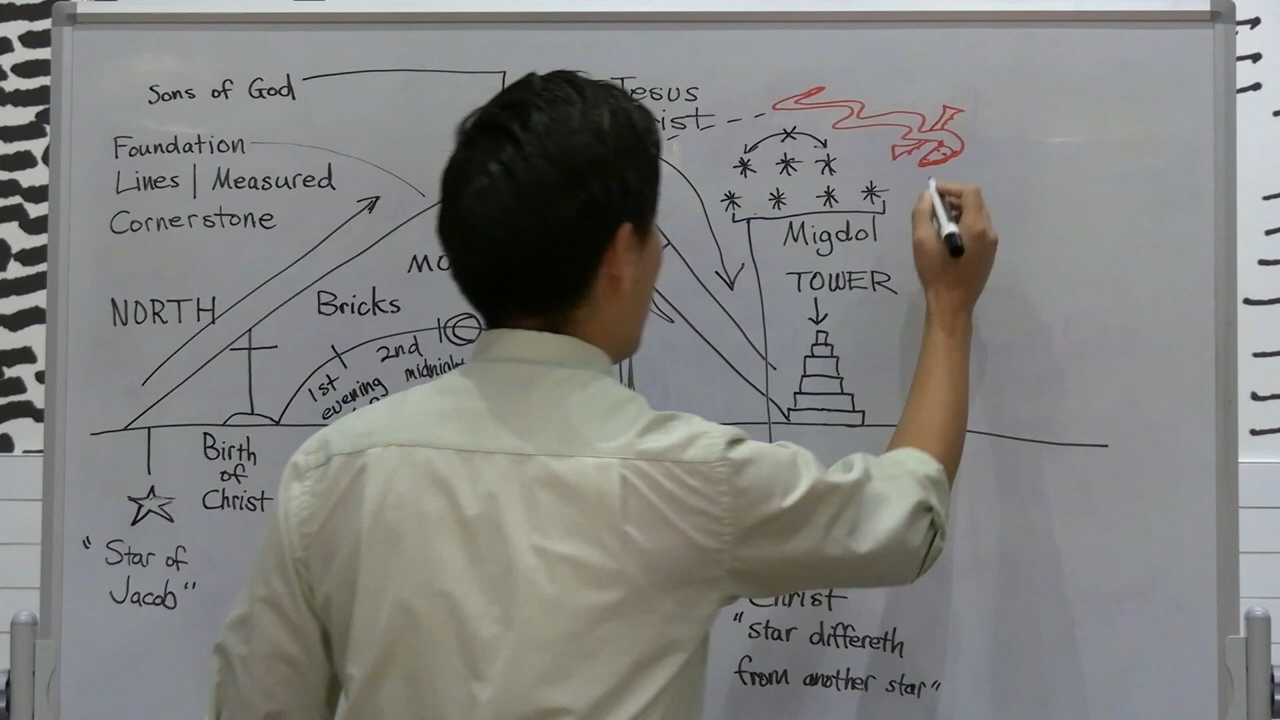 Sons of God
Jesus
Foundation
Lines | Measured
Cornerstone
Migdol
TOWER
NORTH
Bricks
1st
evening
2nd
Birth
of
Christ
"Star of
Jacob"
Christ
"Star differeth
from another star"